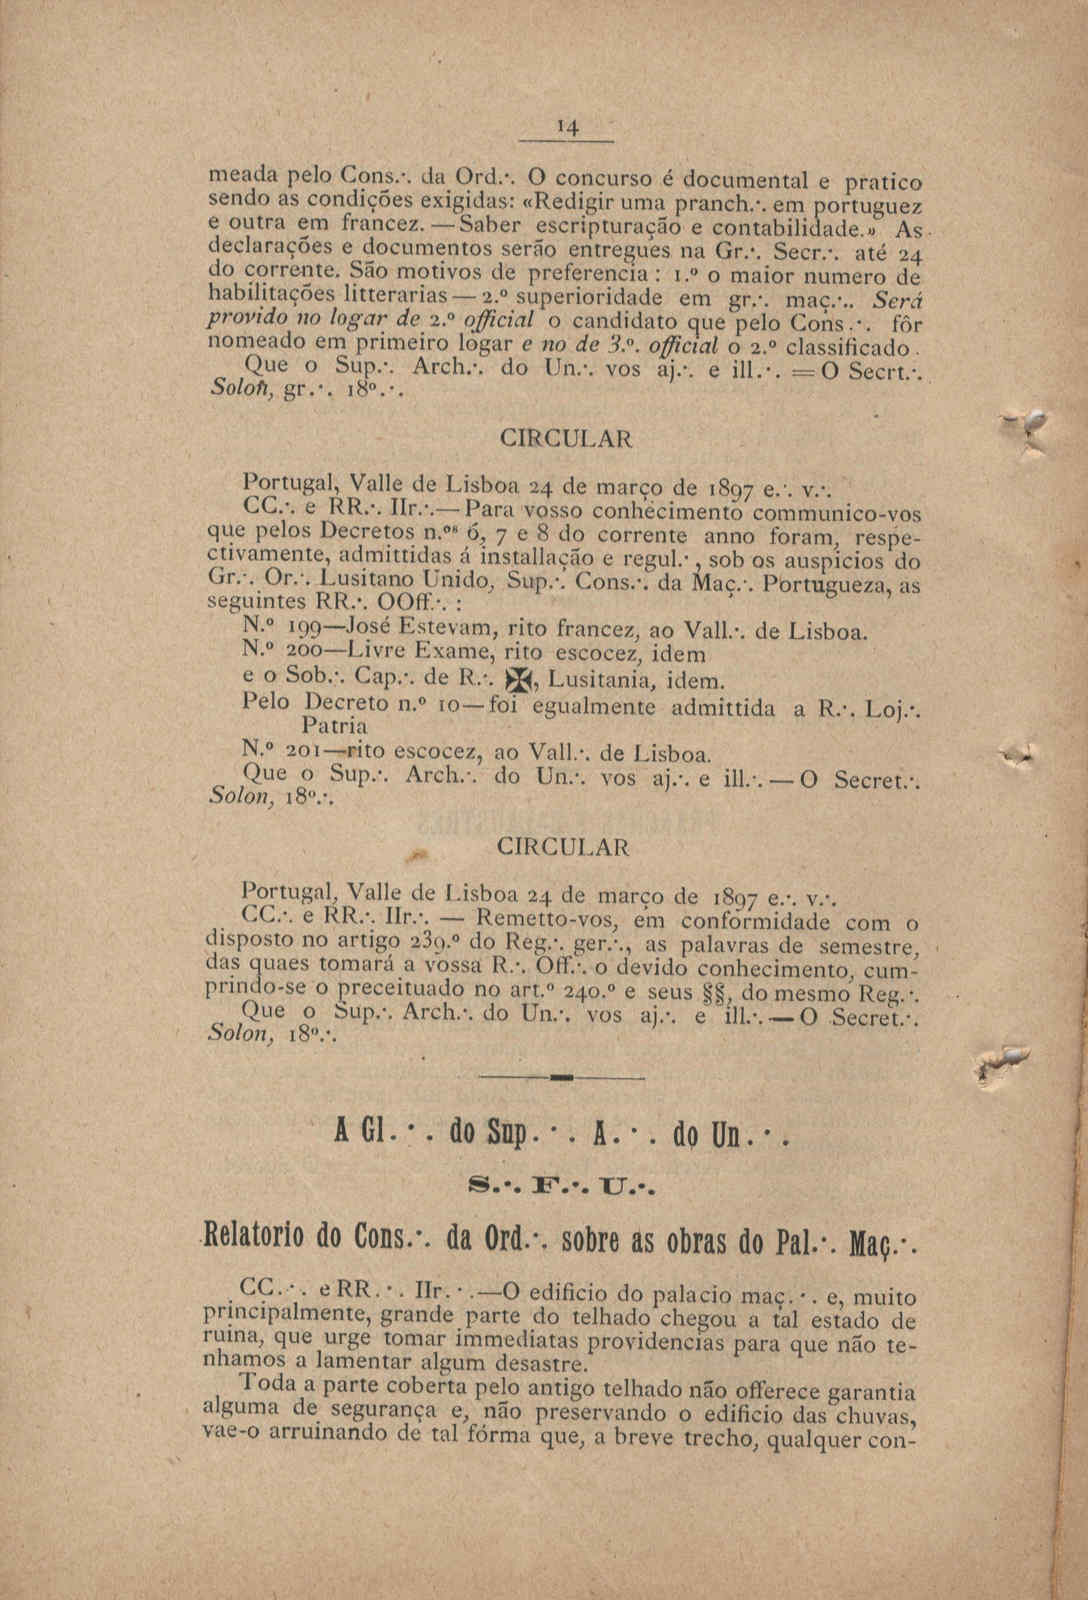 14
meada pelo Cons.·. da Ord.·. O concurso é documental e pratico
sendo as condições exigidas: «Redigir uma pranch.·. em portuguez
e outra em francez. — Saber escripturação e contabilidade.» As
declarações e documentos serão entregues na Gr.·. Secr.·. até 24
do corrente. São motivos de preferencia : 1.º o maior numero de
habilitações litterarias — 2.º superioridade em gr.·. maç.·.. Será
provido no logar de 2.º official o candidato que pelo Cons.·. fôr
nomeado em primeiro logar e no de 3.º. official o 2.º classificado.
Que o Sup.·. Arch.·. do Un.·. vos aj.·. e ill.·. = O Secrt.·.
Solon, gr.·. 18º.·.
CIRCULAR
Portugal, Valle de Lisboa 24 de março de 1897 e.·. v.·.
CC.·. e RR.·. IIr.·.— Para vosso conhecimento communico-vos
que pelos Decretos n.os 6, 7 e 8 do corrente anno foram, respe-
ctivamente, admittidas á installação e regul.· , sob os auspicios do
Gr.·. Or.·. Lusitano Unido, Sup.·. Cons.·. da Maç.·. Portugueza, as
seguintes RR.·. OOff.·. :
N.º 199—José Estevam, rito francez, ao Vall.·. de Lisboa.
N.º 200—Livre Exame, rito escocez, idem
e o Sob.·. Cap.·. de R.·. ✠, Lusitania, idem.
Pelo Decreto n.º 10—foi egualmente admittida a R.·. Loj.·.
Patria
N.º 201—rito escocez, ao Vall.·. de Lisboa.
Que o Sup.·. Arch.·. do Un.·. vos aj.·. e ill.·. — O Secret.·.
Solon, 18º.·.
CIRCULAR
Portugal, Valle de Lisboa 24 de março de 1897 e.·. v.·.
CC.·. e RR.·. IIr.·. — Remetto-vos, em conformidade com o
disposto no artigo 239.º do Reg.·. ger.·., as palavras de semestre,
das quaes tomará a vossa R.·. Off.·. o devido conhecimento, cum-
prindo-se o preceituado no art.º 240.º e seus §§, do mesmo Reg.·.
Que o Sup.·. Arch.·. do Un.·. vos aj.·. e ill.·. — O Secret.·.
Solon, 18º.·.
A Gl.·. do Sup.·. A.·. do Un.·.
S.·. F.·. U.·.
Relatorio do Cons.·. da Ord.·. sobre as obras do Pal.·. Maç.·.
CC.·. e RR.·. IIr.·.—O edificio do palacio maç.·. e, muito
principalmente, grande parte do telhado chegou a tal estado de
ruina, que urge tomar immediatas providencias para que não te-
nhamos a lamentar algum desastre.
Toda a parte coberta pelo antigo telhado não offerece garantia
alguma de segurança e, não preservando o edificio das chuvas,
vae-o arruinando de tal fórma que, a breve trecho, qualquer con-